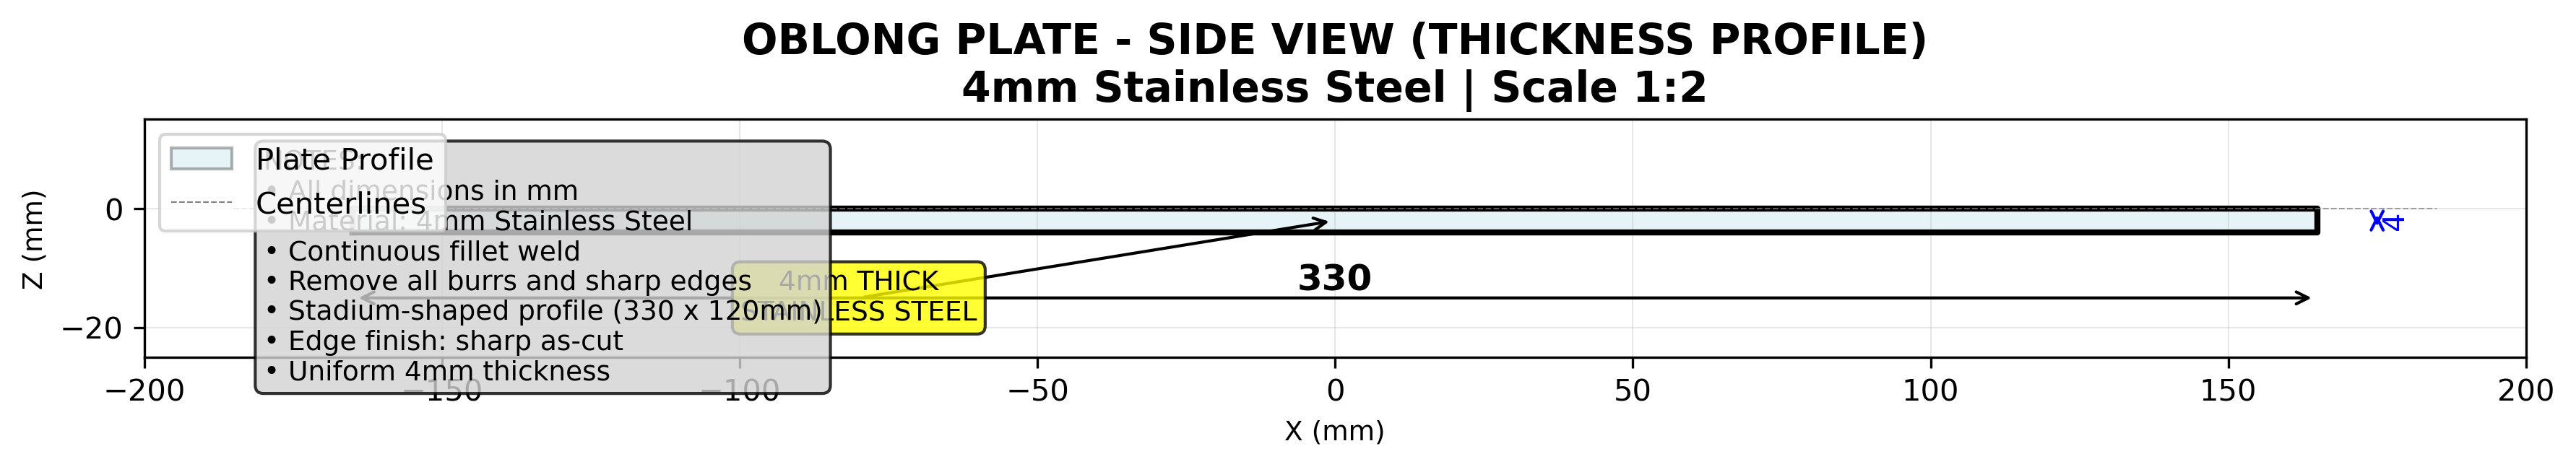 OBLONG PLATE - SIDE VIEW (THICKNESS PROFILE)
4mm Stainless Steel | Scale 1:2
Plate Profile
Centerlines
NOTES:
• All dimensions in mm
• Material: 4mm Stainless Steel
• Continuous fillet weld
• Remove all burrs and sharp edges
• Stadium-shaped profile (330 x 120mm)
• Edge finish: sharp as-cut
• Uniform 4mm thickness
4mm THICK
STAINLESS STEEL
330
4
Z (mm)
0
−20
−200
−150
−100
−50
0
50
100
150
200
X (mm)